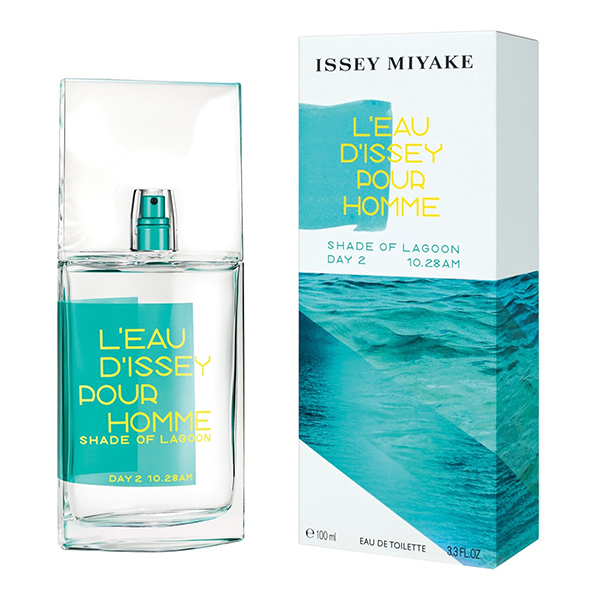 L'EAU
D'ISSEY
POUR
HOMME
SHADE OF LAGOON
DAY 2 10.28AM
ISSEY MIYAKE
L'EAU
D'ISSEY
POUR
HOMME
SHADE OF LAGOON
DAY 2 10.28AM
℮ 100 ml EAU DE TOILETTE 3.3 FL.OZ.